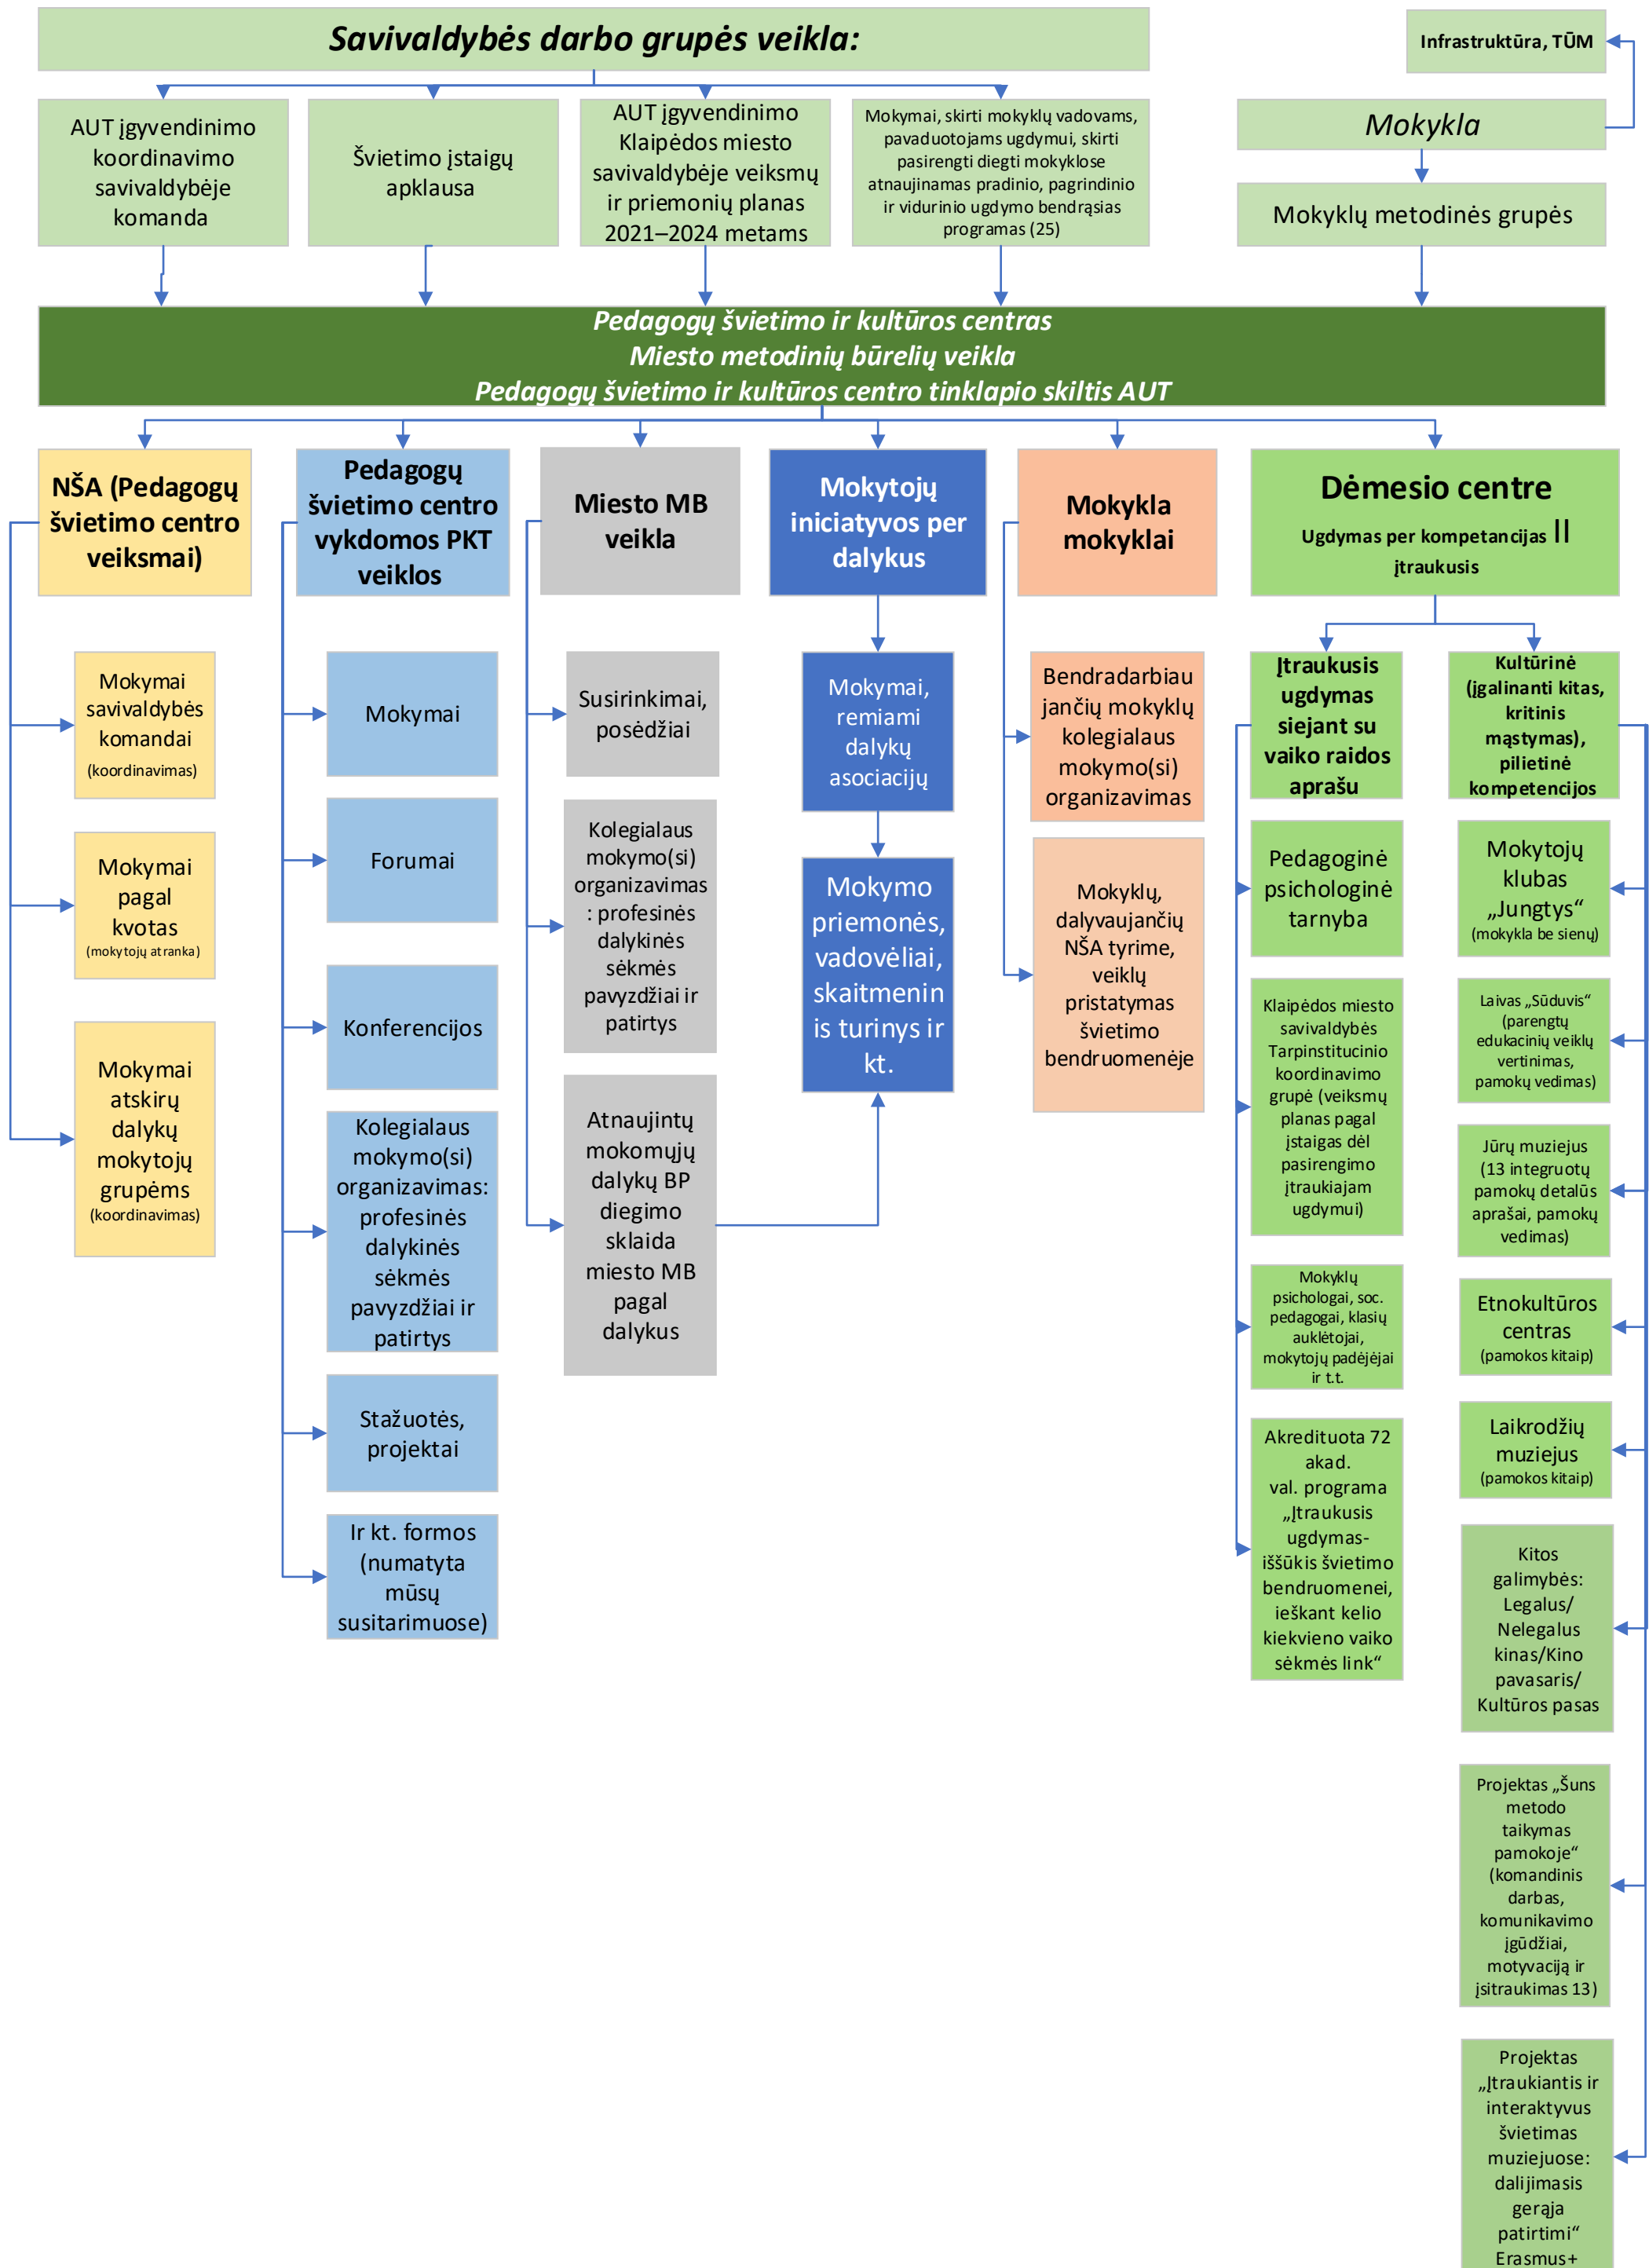 Savivaldybės darbo grupės veikla:
Infrastruktūra, TŪM
AUT įgyvendinimo
koordinavimo
savivaldybėje
komanda
Švietimo įstaigų
apklausa
AUT įgyvendinimo
Klaipėdos miesto
savivaldybėje veiksmų
ir priemonių planas
2021–2024 metams
Mokymai, skirti mokyklų vadovams,
pavaduotojams ugdymui, skirti
pasirengti diegti mokyklose
atnaujinamas pradinio, pagrindinio
ir vidurinio ugdymo bendrąsias
programas (25)
Mokykla
Mokyklų metodinės grupės
Pedagogų švietimo ir kultūros centras
Miesto metodinių būrelių veikla
Pedagogų švietimo ir kultūros centro tinklapio skiltis AUT
NŠA (Pedagogų
švietimo centro
veiksmai)
Mokymai
savivaldybės
komandai
(koordinavimas)
Mokymai
pagal
kvotas
(mokytojų atranka)
Mokymai
atskirų
dalykų
mokytojų
grupėms
(koordinavimas)
Pedagogų
švietimo centro
vykdomos PKT
veiklos
Mokymai
Forumai
Konferencijos
Kolegialaus
mokymo(si)
organizavimas:
profesinės
dalykinės
sėkmės
pavyzdžiai ir
patirtys
Stažuotės,
projektai
Ir kt. formos
(numatyta
mūsų
susitarimuose)
Miesto MB
veikla
Susirinkimai,
posėdžiai
Kolegialaus
mokymo(si)
organizavimas
: profesinės
dalykinės
sėkmės
pavyzdžiai ir
patirtys
Atnaujintų
mokomųjų
dalykų BP
diegimo
sklaida
miesto MB
pagal
dalykus
Mokytojų
iniciatyvos per
dalykus
Mokymai,
remiami
dalykų
asociacijų
Mokymo
priemonės,
vadovėliai,
skaitmenin
is turinys ir
kt.
Mokykla
mokyklai
Bendradarbiau
jančių mokyklų
kolegialaus
mokymo(si)
organizavimas
Mokyklų,
dalyvaujančių
NŠA tyrime,
veiklų
pristatymas
švietimo
bendruomenėje
Dėmesio centre
Ugdymas per kompetancijas II
įtraukusis
Įtraukusis
ugdymas
siejant su
vaiko raidos
aprašu
Pedagoginė
psichologinė
tarnyba
Klaipėdos miesto
savivaldybės
Tarpinstitucinio
koordinavimo
grupė (veiksmų
planas pagal
įstaigas dėl
pasirengimo
įtraukiajam
ugdymui)
Mokyklų
psichologai, soc.
pedagogai, klasių
auklėtojai,
mokytojų padėjėjai
ir t.t.
Akredituota 72
akad.
val. programa
„Įtraukusis
ugdymas-
iššūkis švietimo
bendruomenei,
ieškant kelio
kiekvieno vaiko
sėkmės link“
Kultūrinė
(įgalinanti kitas,
kritinis
mąstymas),
pilietinė
kompetencijos
Mokytojų
klubas
„Jungtys“
(mokykla be sienų)
Laivas „Sūduvis“
(parengtų
edukacinių veiklų
vertinimas,
pamokų vedimas)
Jūrų muziejus
(13 integruotų
pamokų detalūs
aprašai, pamokų
vedimas)
Etnokultūros
centras
(pamokos kitaip)
Laikrodžių
muziejus
(pamokos kitaip)
Kitos
galimybės:
Legalus/
Nelegalus
kinas/Kino
pavasaris/
Kultūros pasas
Projektas „Šuns
metodo
taikymas
pamokoje“
(komandinis
darbas,
komunikavimo
įgūdžiai,
motyvaciją ir
įsitraukimas 13)
Projektas
„Įtraukiantis ir
interaktyvus
švietimas
muziejuose:
dalijimasis
gerąja
patirtimi“
Erasmus+